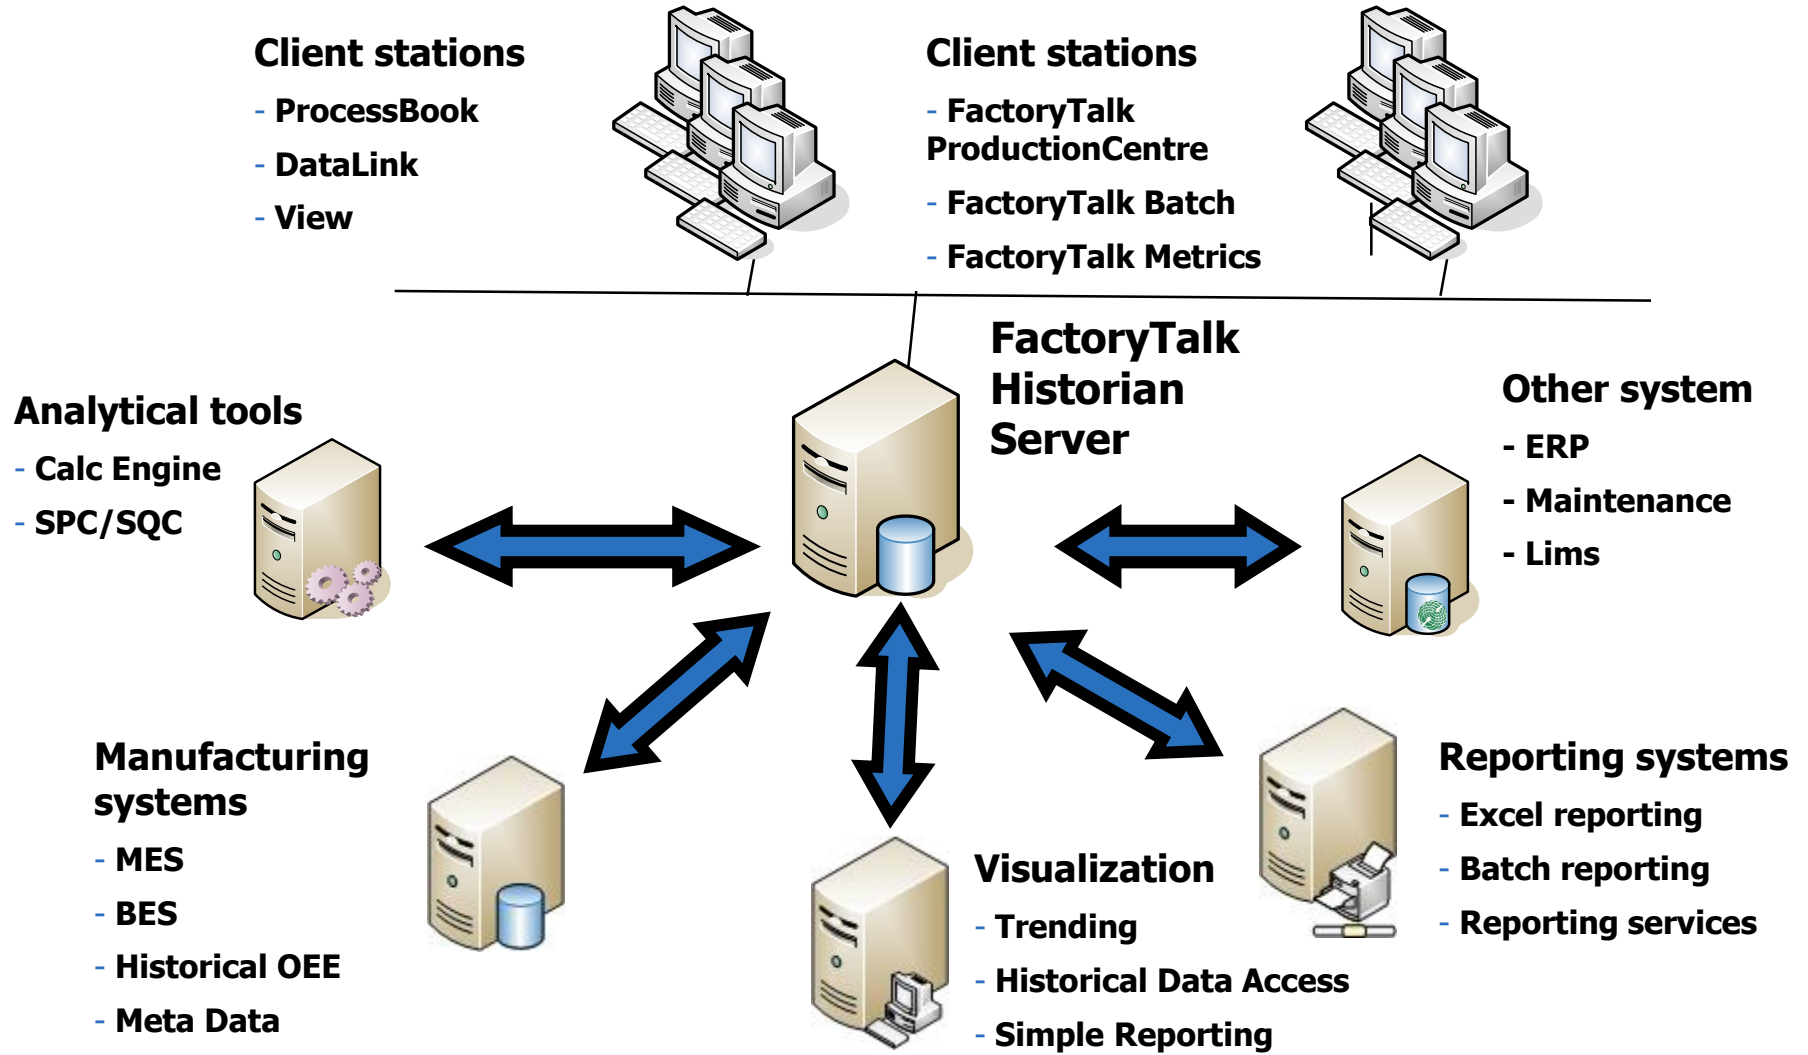 Client stations
- ProcessBook
- DataLink
- View
Client stations
- FactoryTalk
ProductionCentre
- FactoryTalk Batch
- FactoryTalk Metrics
FactoryTalk
Historian
Server
Analytical tools
- Calc Engine
- SPC/SQC
Other system
- ERP
- Maintenance
- Lims
Manufacturing
systems
- MES
- BES
- Historical OEE
- Meta Data
Visualization
- Trending
- Historical Data Access
- Simple Reporting
Reporting systems
- Excel reporting
- Batch reporting
- Reporting services